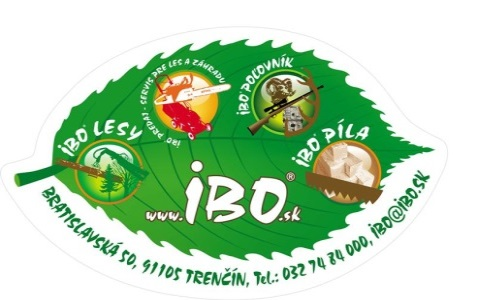 iBO LESY
iBO PREDAJ - SERVIS PRE LES A ZÁHRADU
iBO POĽOVNÍK
iBO PÍLA
www.iBO®.sk
BRATISLAVSKÁ 50, 91105 TRENČÍN, Tel.: 032 74 84 000, iBO@iBO.SK